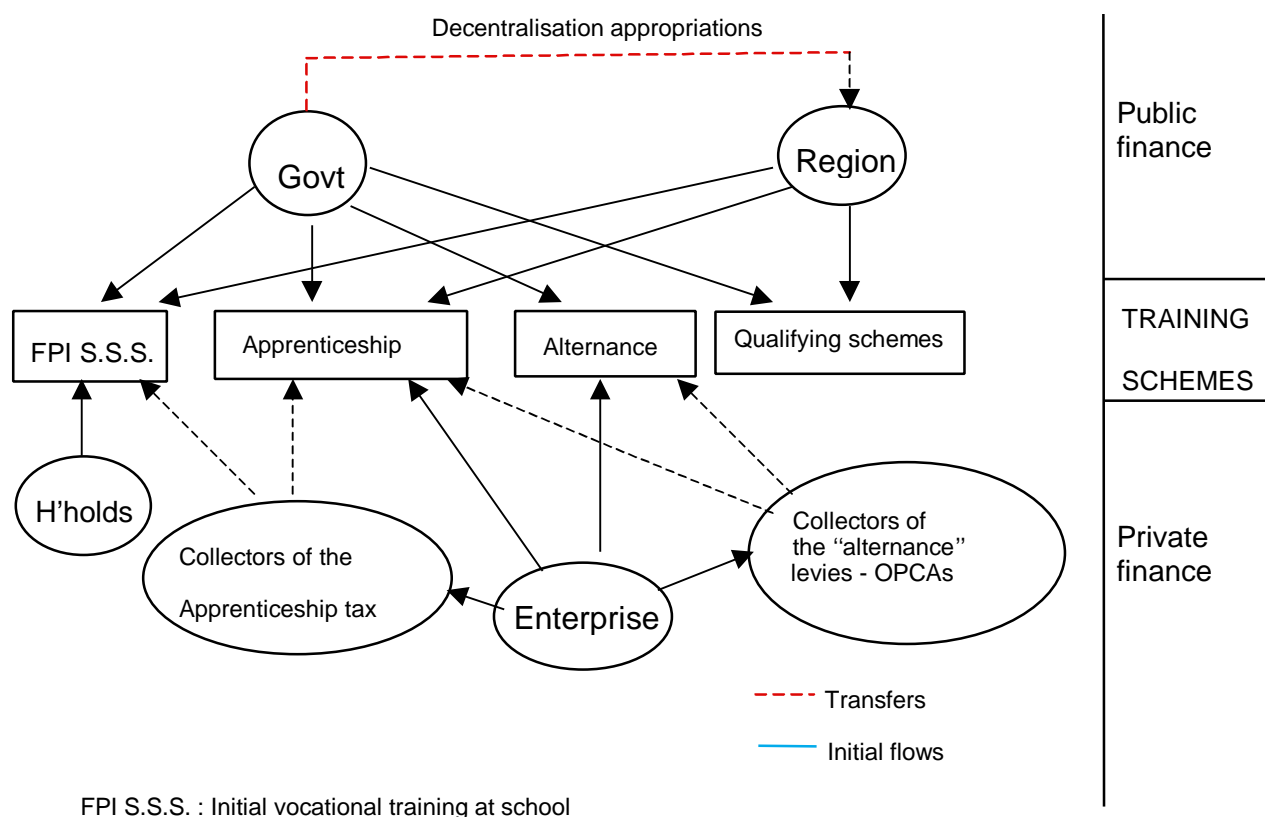 Decentralisation appropriations
Public
finance
Govt
Region
FPI S.S.S.
Apprenticeship
Alternance
Qualifying schemes
TRAINING
SCHEMES
H'holds
Collectors of the
Apprenticeship tax
Enterprise
Collectors of
the "alternance"
levies - OPCAs
Private
finance
Transfers
Initial flows
FPI S.S.S. : Initial vocational training at school